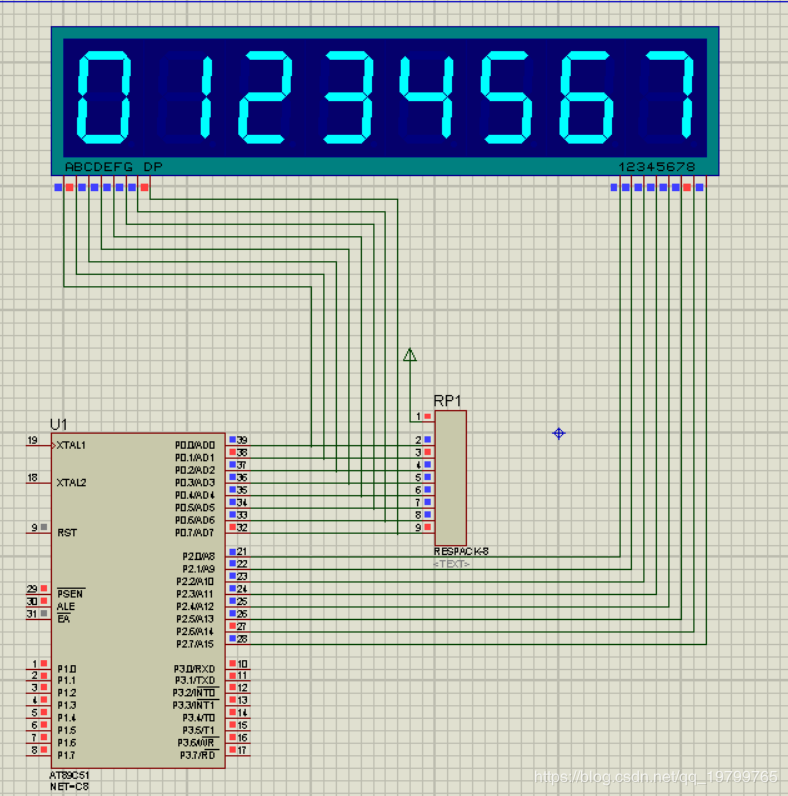 01234567
ABCDEFG DP
12345678
RP1
1
2
3
4
5
6
7
8
9
RESPACK-8
<TEXT>
U1
19 XTAL1
18 XTAL2
9 RST
29 PSEN
30 ALE
31 EA
1 P1.0
2 P1.1
3 P1.2
4 P1.3
5 P1.4
6 P1.5
7 P1.6
8 P1.7
P0.0/AD0 39
P0.1/AD1 38
P0.2/AD2 37
P0.3/AD3 36
P0.4/AD4 35
P0.5/AD5 34
P0.6/AD6 33
P0.7/AD7 32
P2.0/A8 21
P2.1/A9 22
P2.2/A10 23
P2.3/A11 24
P2.4/A12 25
P2.5/A13 26
P2.6/A14 27
P2.7/A15 28
P3.0/RXD 10
P3.1/TXD 11
P3.2/INT0 12
P3.3/INT1 13
P3.4/T0 14
P3.5/T1 15
P3.6/WR 16
P3.7/RD 17
AT89C51
NET=C8
https://blog.csdn.net/qq_19799765